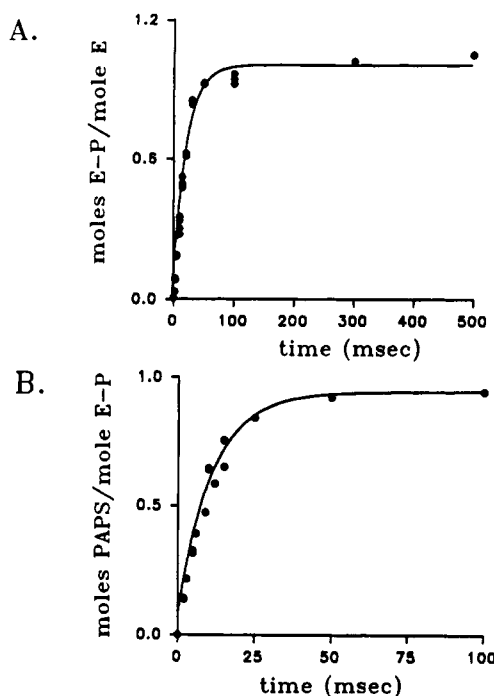 A.
moles E-P/mole E
1.2
0.6
0.0
0 100 200 300 400 500
time (msec)
B.
moles PAPS/mole E-P
1.0
0.5
0.0
0 25 50 75 100
time (msec)